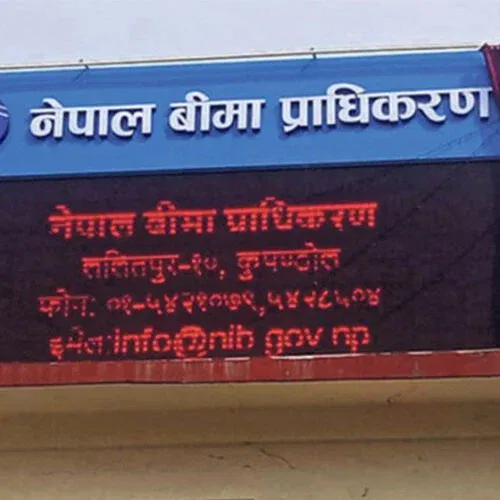 नेपाल बीमा प्राधिकरण
नेपाल बीमा प्राधिकरण
ललितपुर-१०, कुपण्डोल
फोन: ०१-५४२१०७९,५४२८५०४
इमेल:info@nib gov np